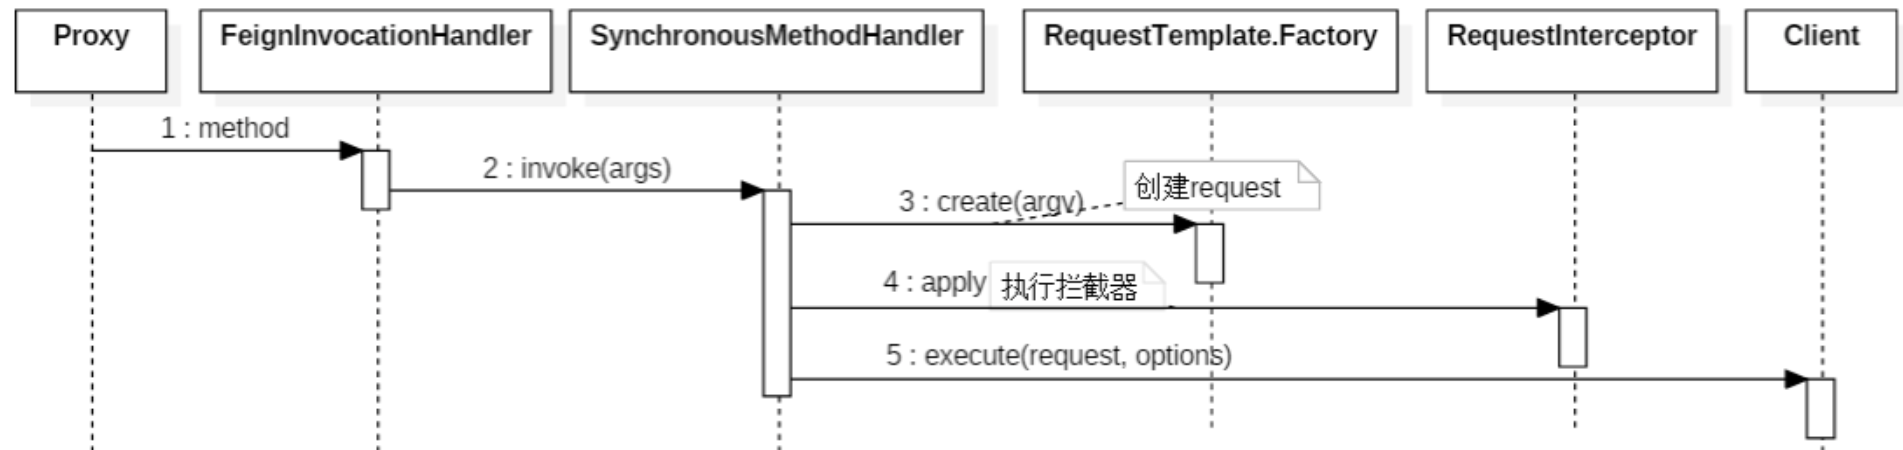 Proxy
FeignInvocationHandler
SynchronousMethodHandler
RequestTemplate.Factory
RequestInterceptor
Client
1 : method
2 : invoke(args)
3 : create(argv)
创建request
4 : apply
执行拦截器
5 : execute(request, options)